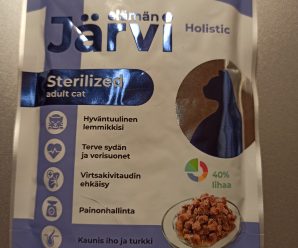 elämän
Järvi
Holistic
Sterilized
adult cat
Hyväntuulinen
lemmikkisi
Terve sydän
ja verisuonet
Virtsakivitaudin
ehkäisy
Painonhallinta
Kaunis iho ja turkki
40%
lihaa